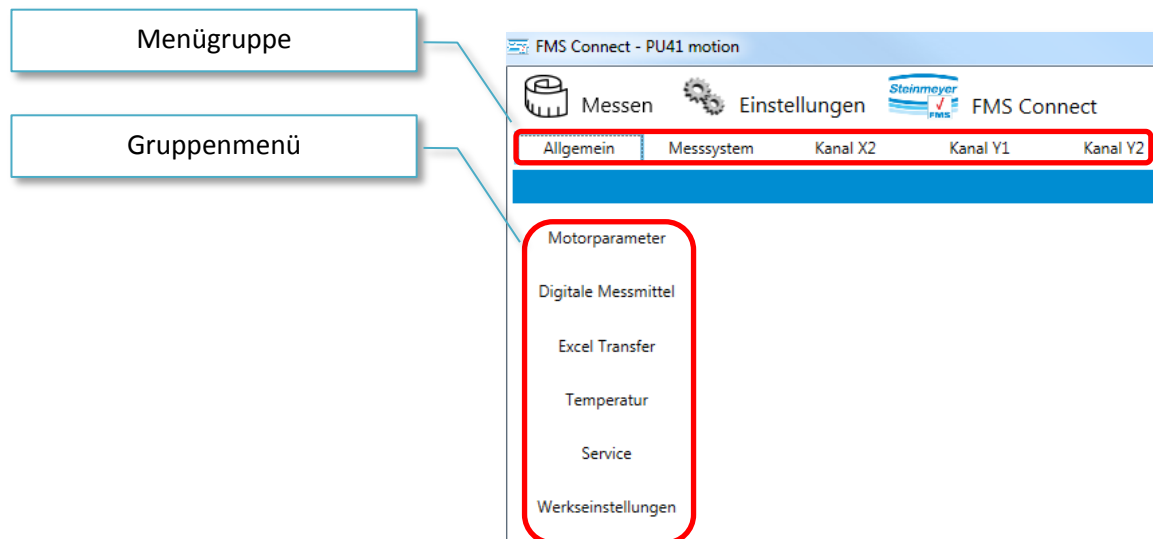 Menügruppe
FMS Connect - PU41 motion
Messen Einstellungen Steinmeyer FMS FMS Connect
Gruppenmenü
Allgemein Messsystem Kanal X2 Kanal Y1 Kanal Y2
Motorparameter
Digitale Messmittel
Excel Transfer
Temperatur
Service
Werkseinstellungen